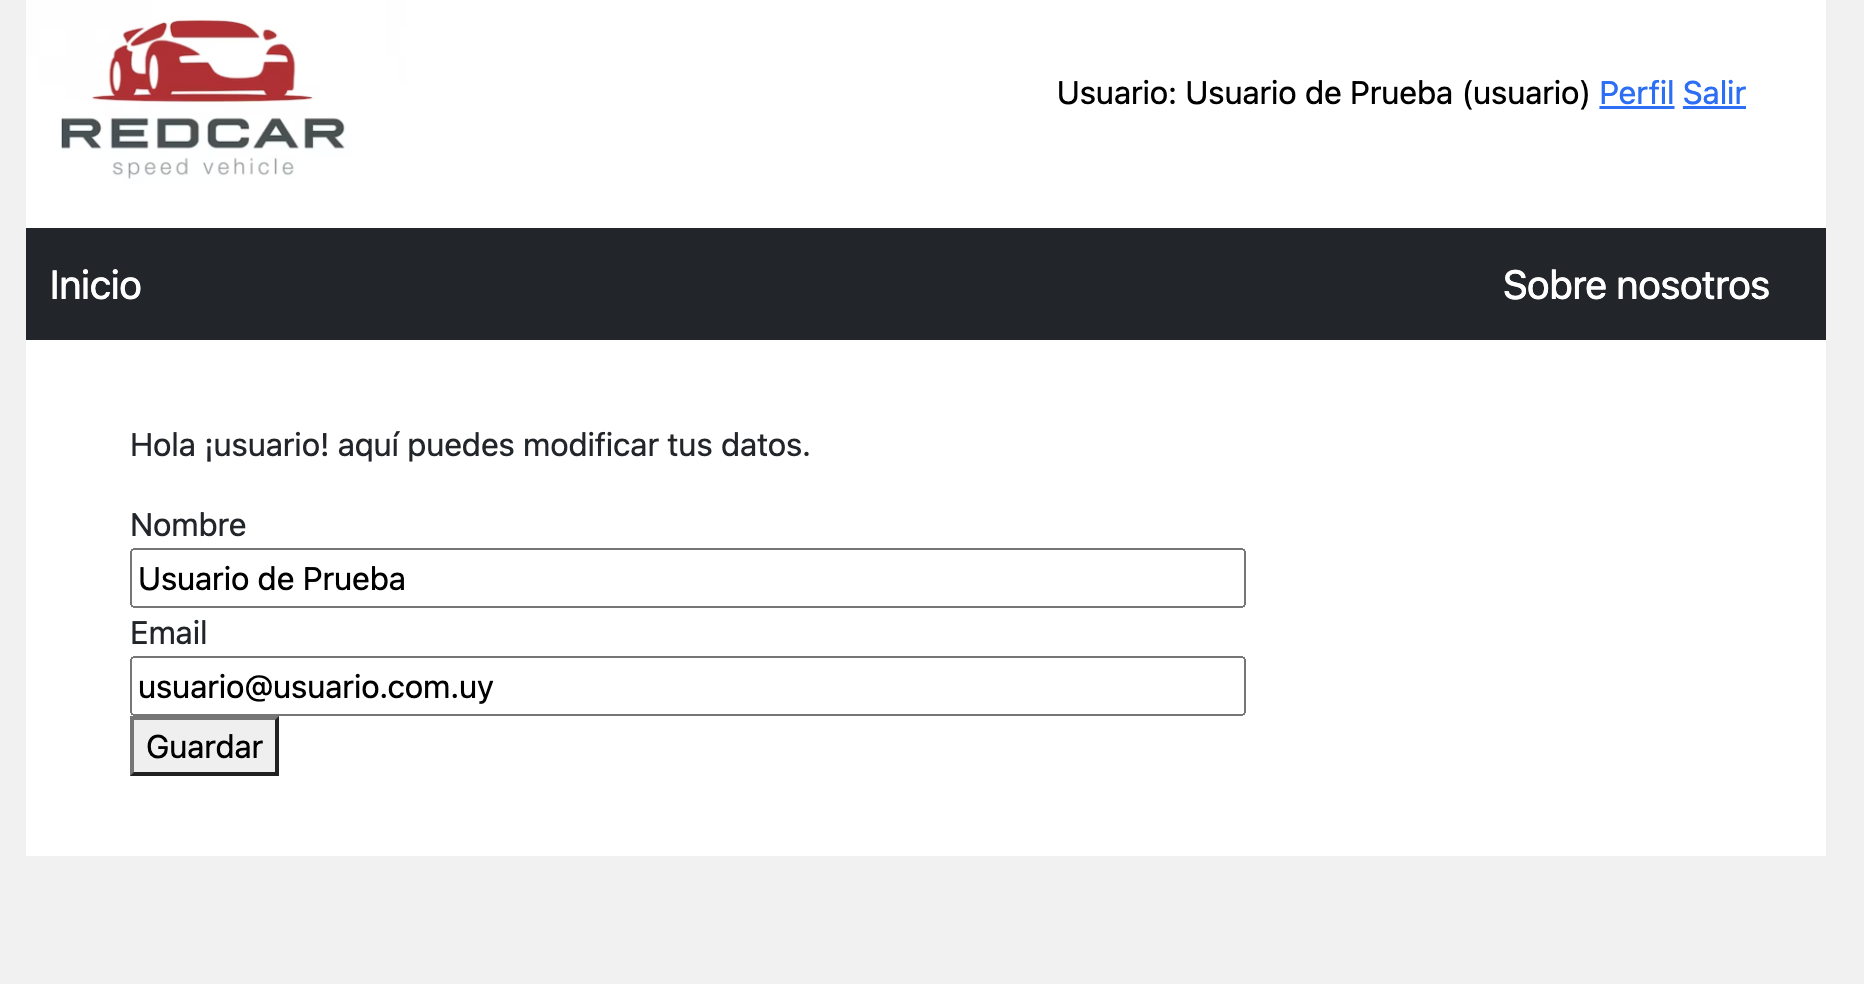 REDCAR
speed vehicle
Usuario: Usuario de Prueba (usuario) Perfil Salir
Inicio
Sobre nosotros
Hola ¡usuario! aquí puedes modificar tus datos.
Nombre
Usuario de Prueba
Email
usuario@usuario.com.uy
Guardar